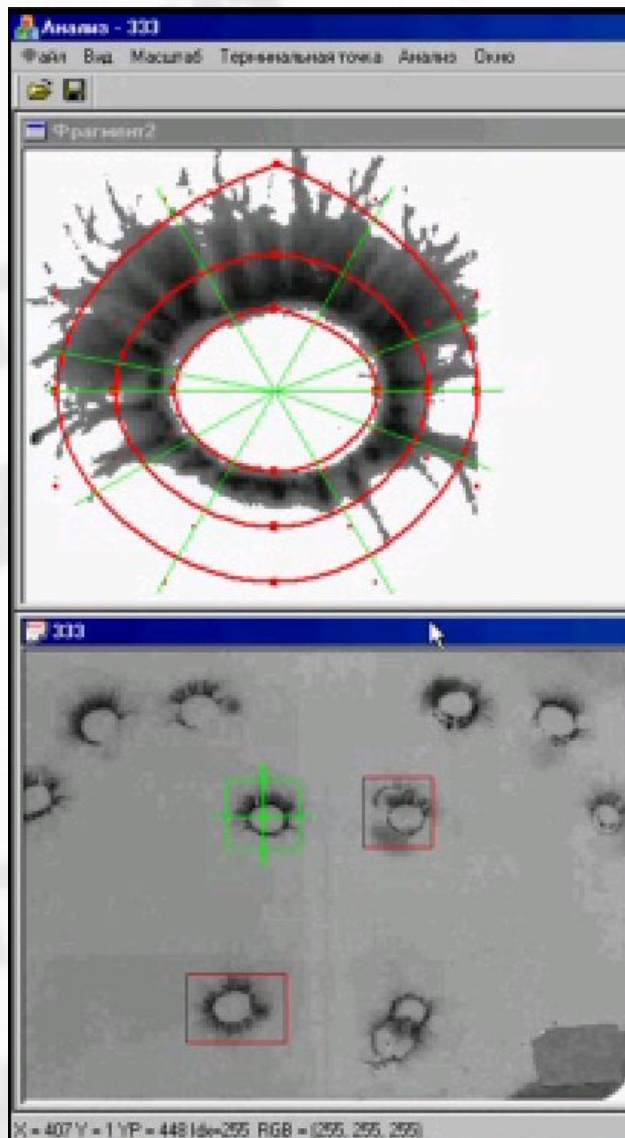 Анализ - 333
Файл Вид Масштаб Терминальная точка Анализ Окно
Фрагмент2
333
X = 407 Y = 1 YP = 448 Idx=255 RGB = (255, 255, 255)